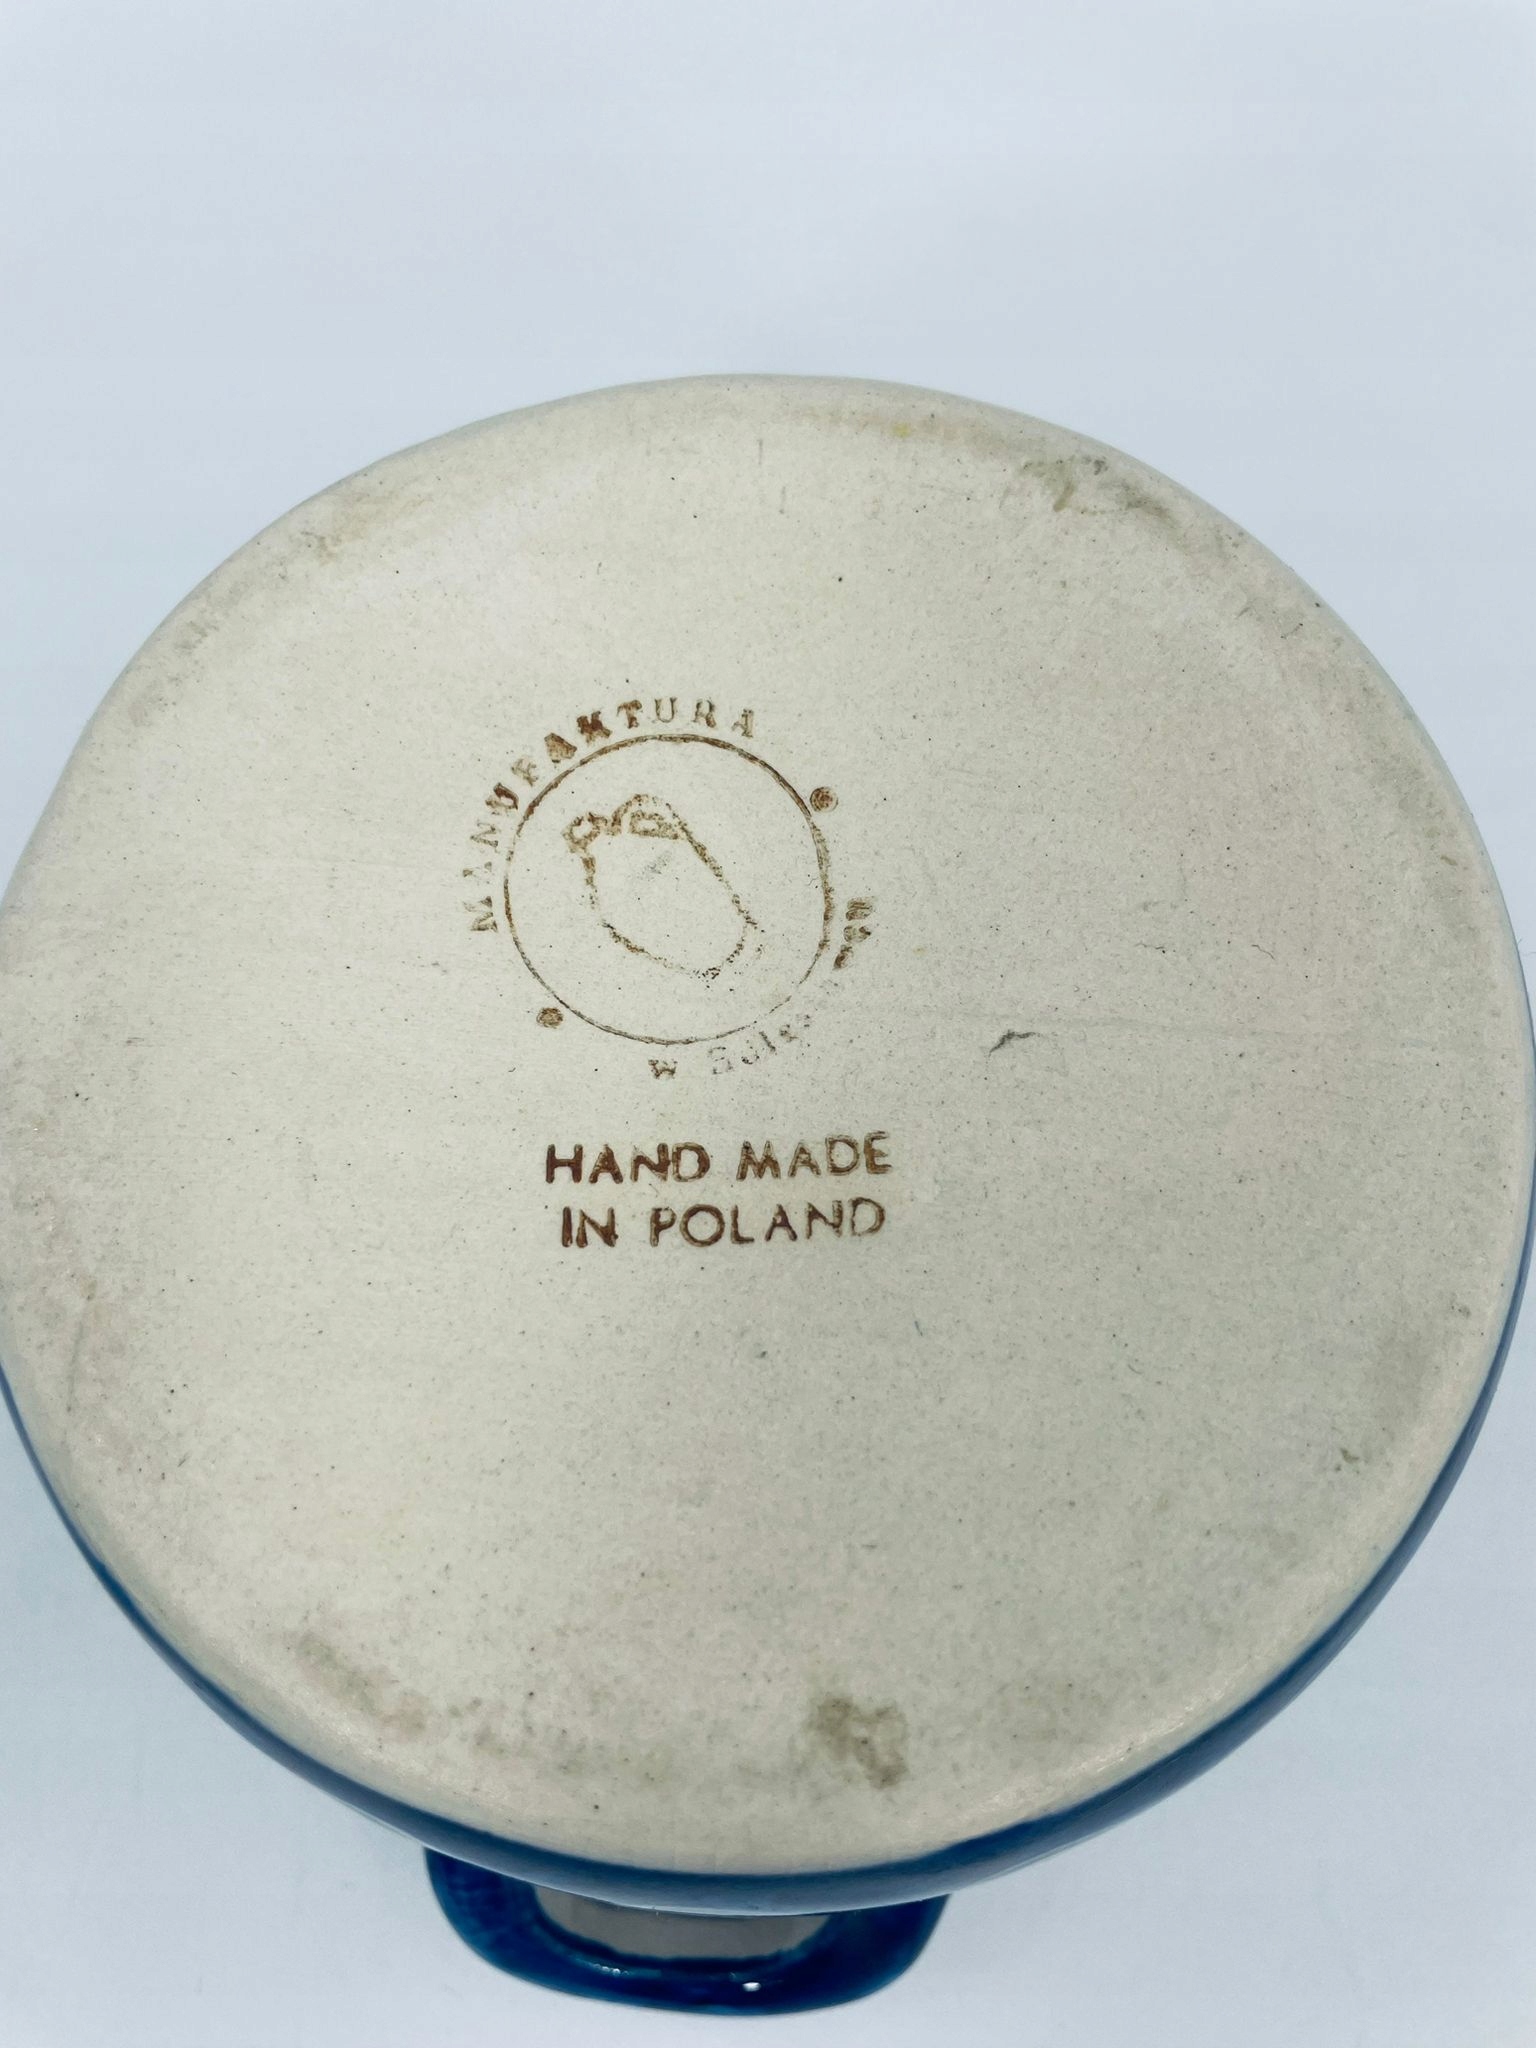 MANUFAKTURA
W
HAND MADE
IN POLAND